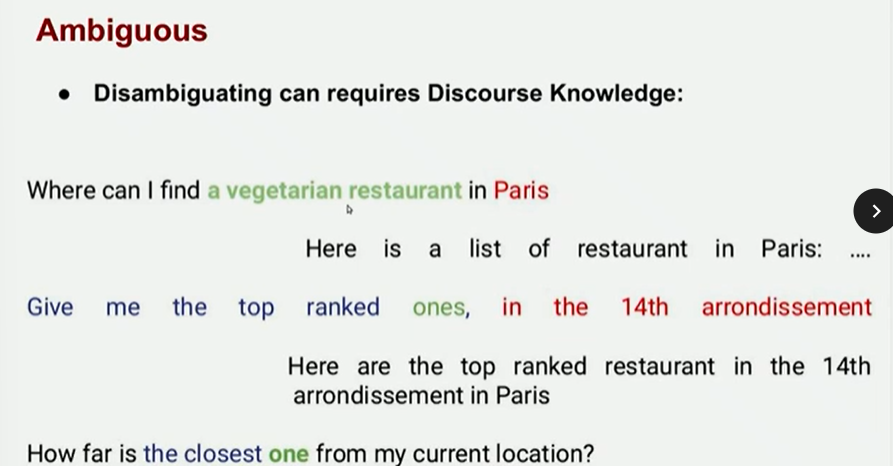 Ambiguous
● Disambiguating can requires Discourse Knowledge:
Where can I find a vegetarian restaurant in Paris
Here is a list of restaurant in Paris: ....
Give me the top ranked ones, in the 14th arrondissement
Here are the top ranked restaurant in the 14th
arrondissement in Paris
How far is the closest one from my current location?